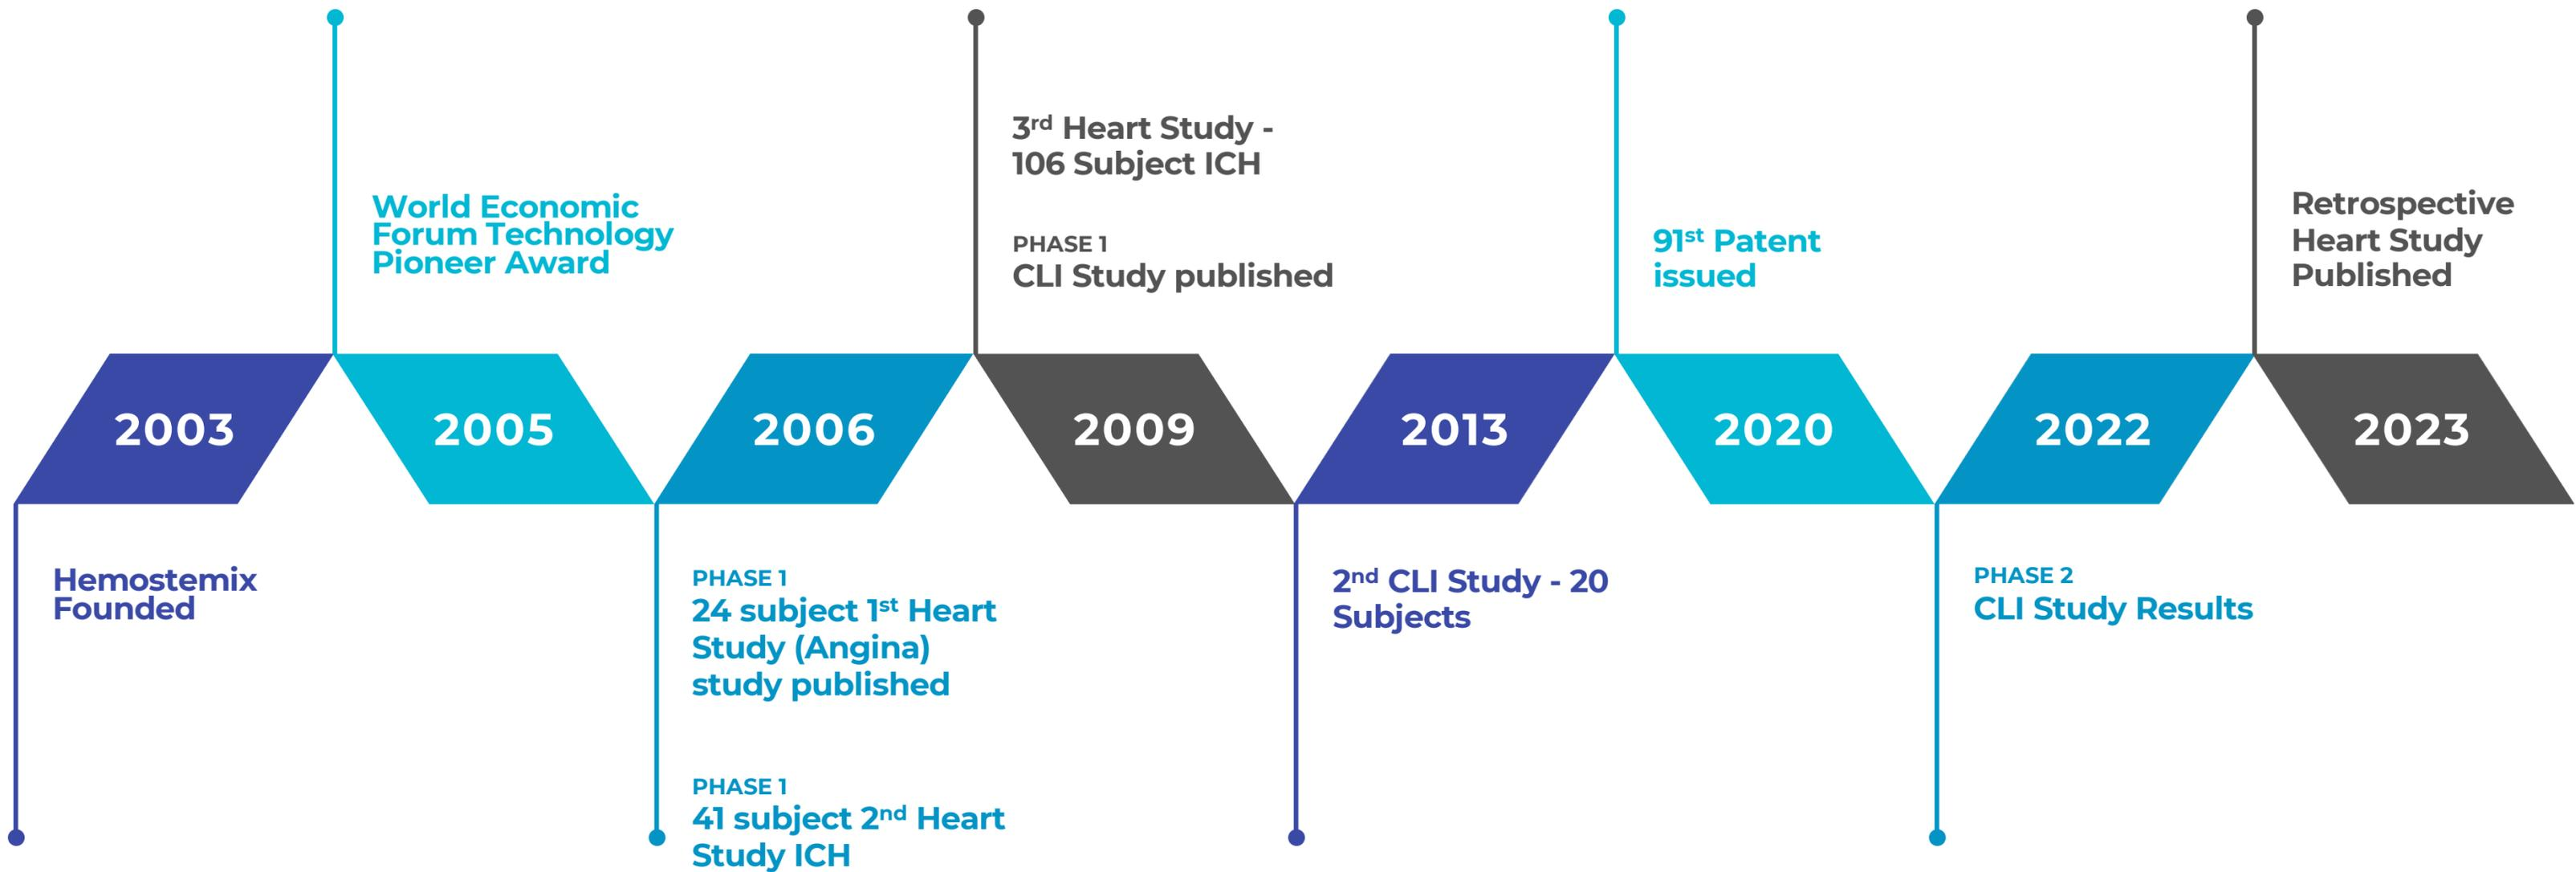 2003
Hemostemix
Founded
2005
World Economic
Forum Technology
Pioneer Award
2006
PHASE 1
24 subject 1st Heart
Study (Angina)
study published
PHASE 1
41 subject 2nd Heart
Study ICH
2009
3rd Heart Study -
106 Subject ICH
PHASE 1
CLI Study published
2013
2nd CLI Study - 20
Subjects
2020
91st Patent
issued
2022
PHASE 2
CLI Study Results
2023
Retrospective
Heart Study
Published